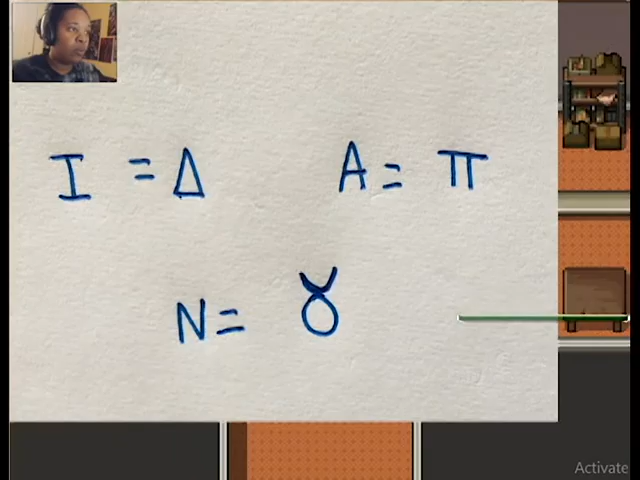 I = Δ A = π
N = ♉
Activate